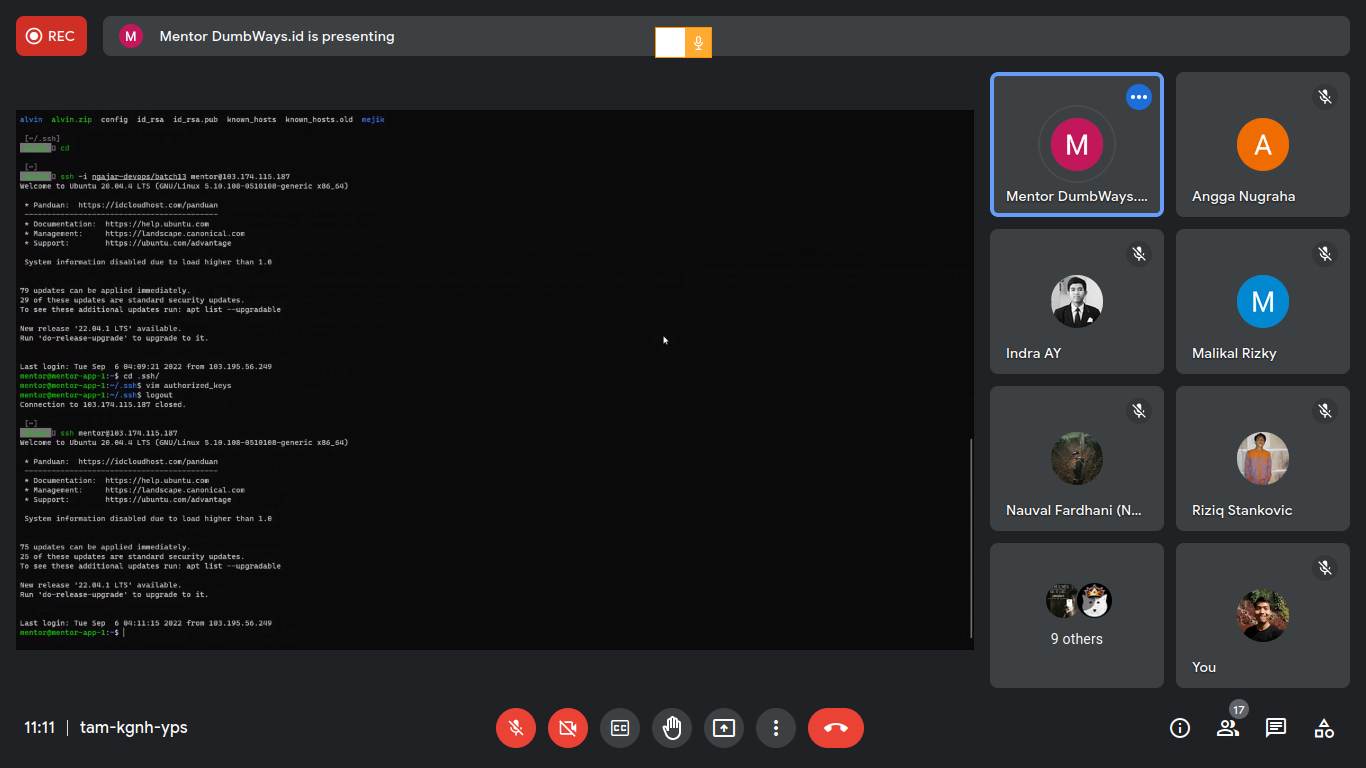 REC
M
Mentor DumbWays.id is presenting
alvin alvin.zip config id_rsa id_rsa.pub known_hosts known_hosts.old mejik
[~/.ssh]
cd
[~]
ssh -i ngajar-devops/batch13 mentor@103.174.115.187
Welcome to Ubuntu 20.04.4 LTS (GNU/Linux 5.10.108-0510108-generic x86_64)
* Panduan: https://idcloudhost.com/panduan
--------------------------------------------
* Documentation: https://help.ubuntu.com
* Management: https://landscape.canonical.com
* Support: https://ubuntu.com/advantage
System information disabled due to load higher than 1.0
79 updates can be applied immediately.
29 of these updates are standard security updates.
To see these additional updates run: apt list --upgradable
New release '22.04.1 LTS' available.
Run 'do-release-upgrade' to upgrade to it.
Last login: Tue Sep 6 04:09:21 2022 from 103.195.56.249
mentor@mentor-app-1:~$ cd .ssh/
mentor@mentor-app-1:~/.ssh$ vim authorized_keys
mentor@mentor-app-1:~/.ssh$ logout
Connection to 103.174.115.187 closed.
[~]
ssh mentor@103.174.115.187
Welcome to Ubuntu 20.04.4 LTS (GNU/Linux 5.10.108-0510108-generic x86_64)
* Panduan: https://idcloudhost.com/panduan
--------------------------------------------
* Documentation: https://help.ubuntu.com
* Management: https://landscape.canonical.com
* Support: https://ubuntu.com/advantage
System information disabled due to load higher than 1.0
75 updates can be applied immediately.
25 of these updates are standard security updates.
To see these additional updates run: apt list --upgradable
New release '22.04.1 LTS' available.
Run 'do-release-upgrade' to upgrade to it.
Last login: Tue Sep 6 04:11:15 2022 from 103.195.56.249
mentor@mentor-app-1:~$
M
Mentor DumbWays....
A
Angga Nugraha
Indra AY
M
Malikal Rizky
Nauval Fardhani (N...
Riziq Stankovic
9 others
You
11:11 | tam-kgnh-yps
CC
17